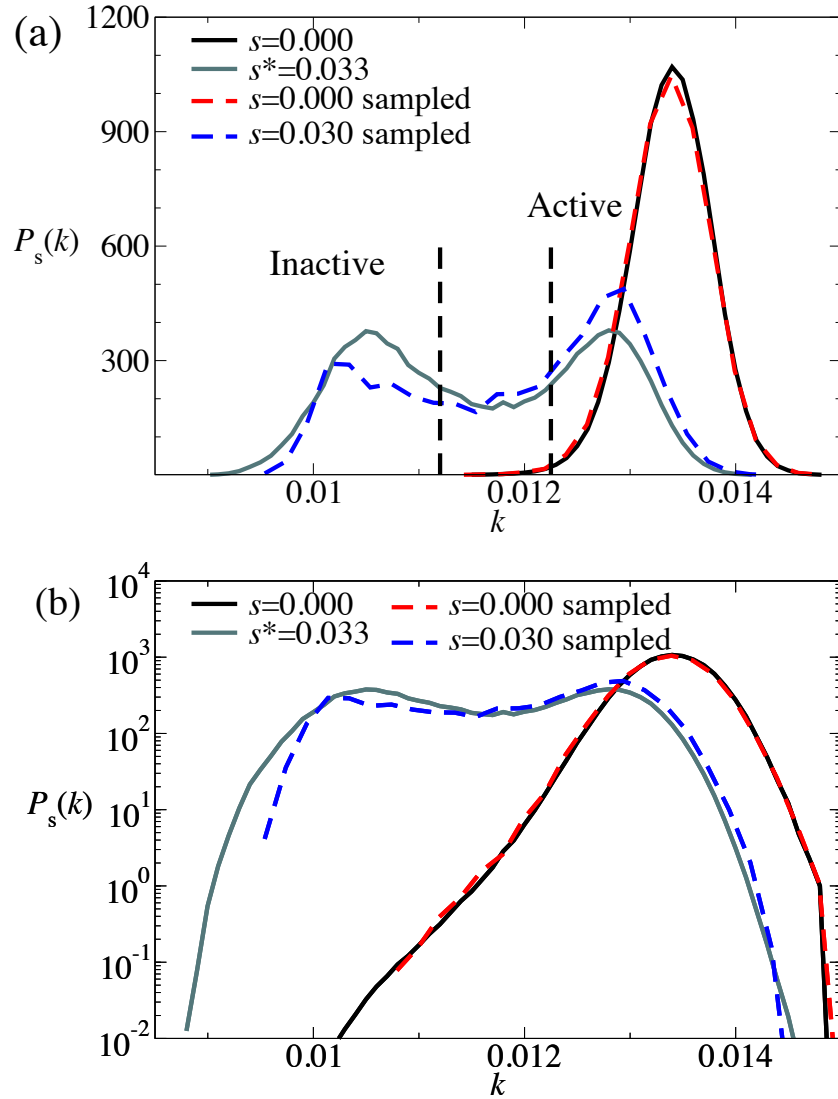 (a)
1200
900
600
300
P_s(k)
s=0.000
s*=0.033
s=0.000 sampled
s=0.030 sampled
Inactive
Active
0.01 0.012 0.014
k
(b)
10^4
10^3
10^2
10^1
10^0
10^-1
10^-2
P_s(k)
s=0.000 s=0.000 sampled
s*=0.033 s=0.030 sampled
0.01 0.012 0.014
k